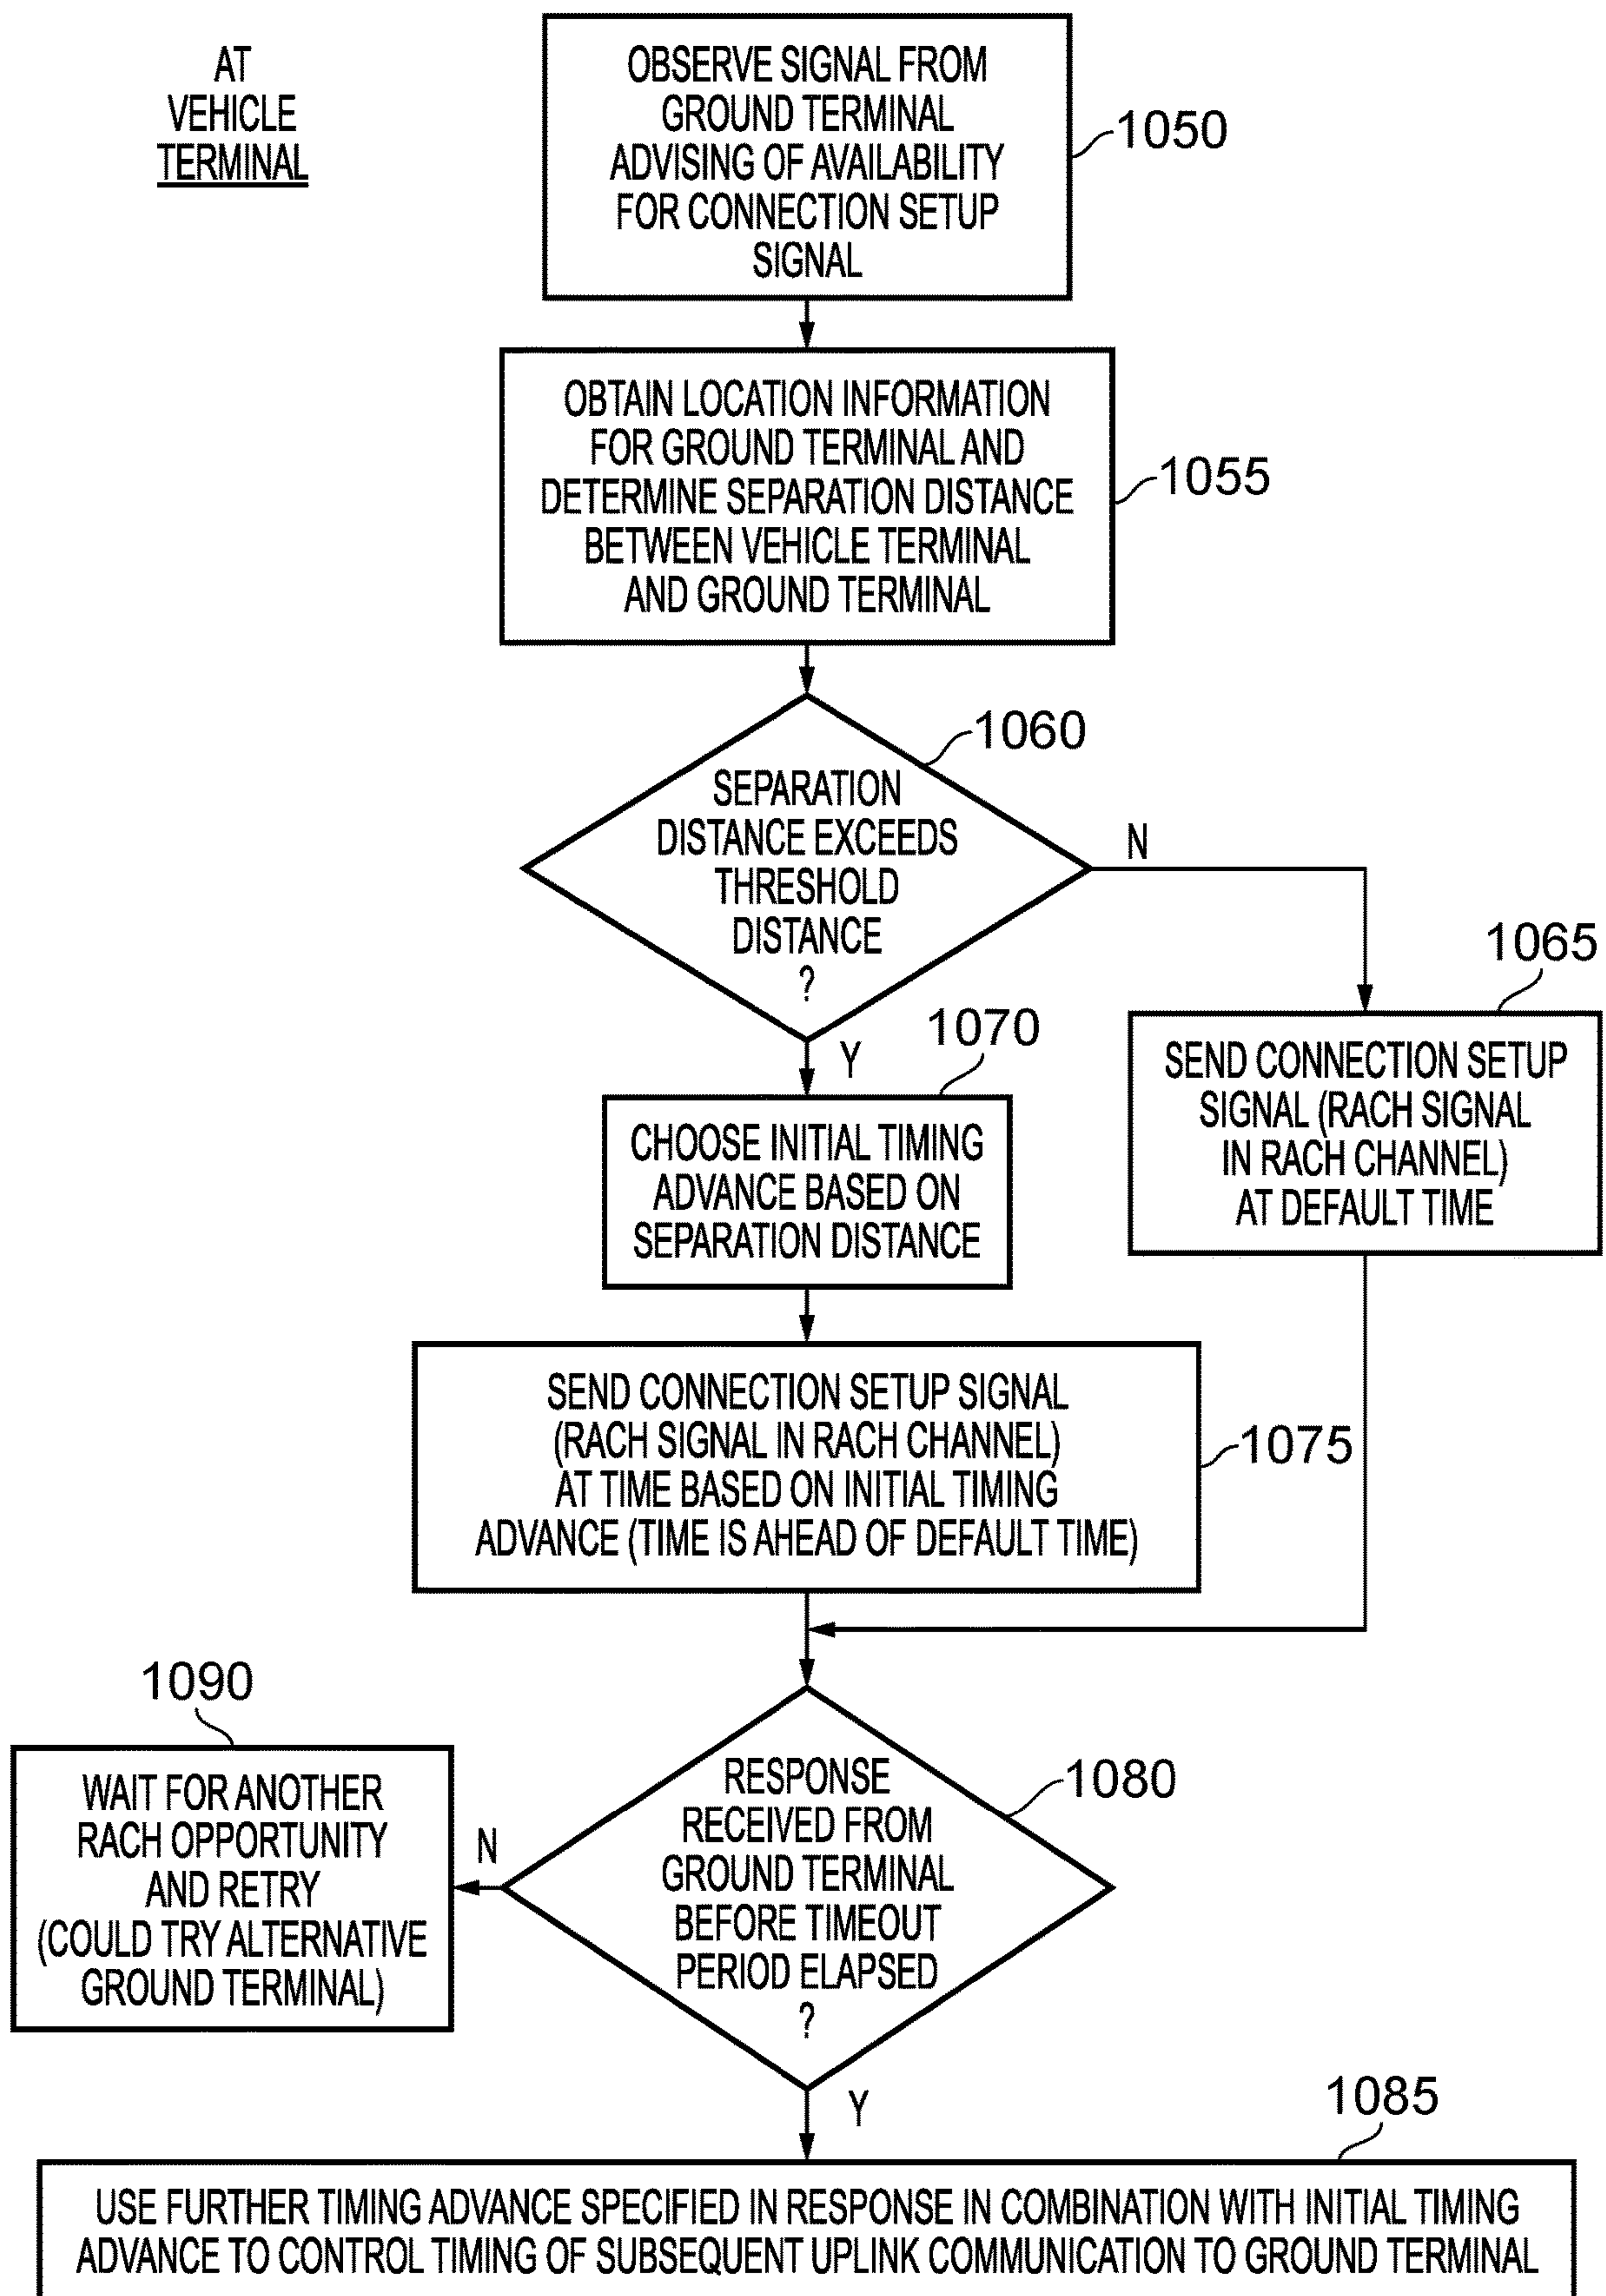 AT
VEHICLE
TERMINAL
OBSERVE SIGNAL FROM
GROUND TERMINAL
ADVISING OF AVAILABILITY
FOR CONNECTION SETUP
SIGNAL
1050
OBTAIN LOCATION INFORMATION
FOR GROUND TERMINAL AND
DETERMINE SEPARATION DISTANCE
BETWEEN VEHICLE TERMINAL
AND GROUND TERMINAL
1055
1060
SEPARATION
DISTANCE EXCEEDS
THRESHOLD
DISTANCE
?
N
Y
1065
SEND CONNECTION SETUP
SIGNAL (RACH SIGNAL
IN RACH CHANNEL)
AT DEFAULT TIME
1070
CHOOSE INITIAL TIMING
ADVANCE BASED ON
SEPARATION DISTANCE
SEND CONNECTION SETUP SIGNAL
(RACH SIGNAL IN RACH CHANNEL)
AT TIME BASED ON INITIAL TIMING
ADVANCE (TIME IS AHEAD OF DEFAULT TIME)
1075
1080
RESPONSE
RECEIVED FROM
GROUND TERMINAL
BEFORE TIMEOUT
PERIOD ELAPSED
?
N
Y
1090
WAIT FOR ANOTHER
RACH OPPORTUNITY
AND RETRY
(COULD TRY ALTERNATIVE
GROUND TERMINAL)
1085
USE FURTHER TIMING ADVANCE SPECIFIED IN RESPONSE IN COMBINATION WITH INITIAL TIMING
ADVANCE TO CONTROL TIMING OF SUBSEQUENT UPLINK COMMUNICATION TO GROUND TERMINAL